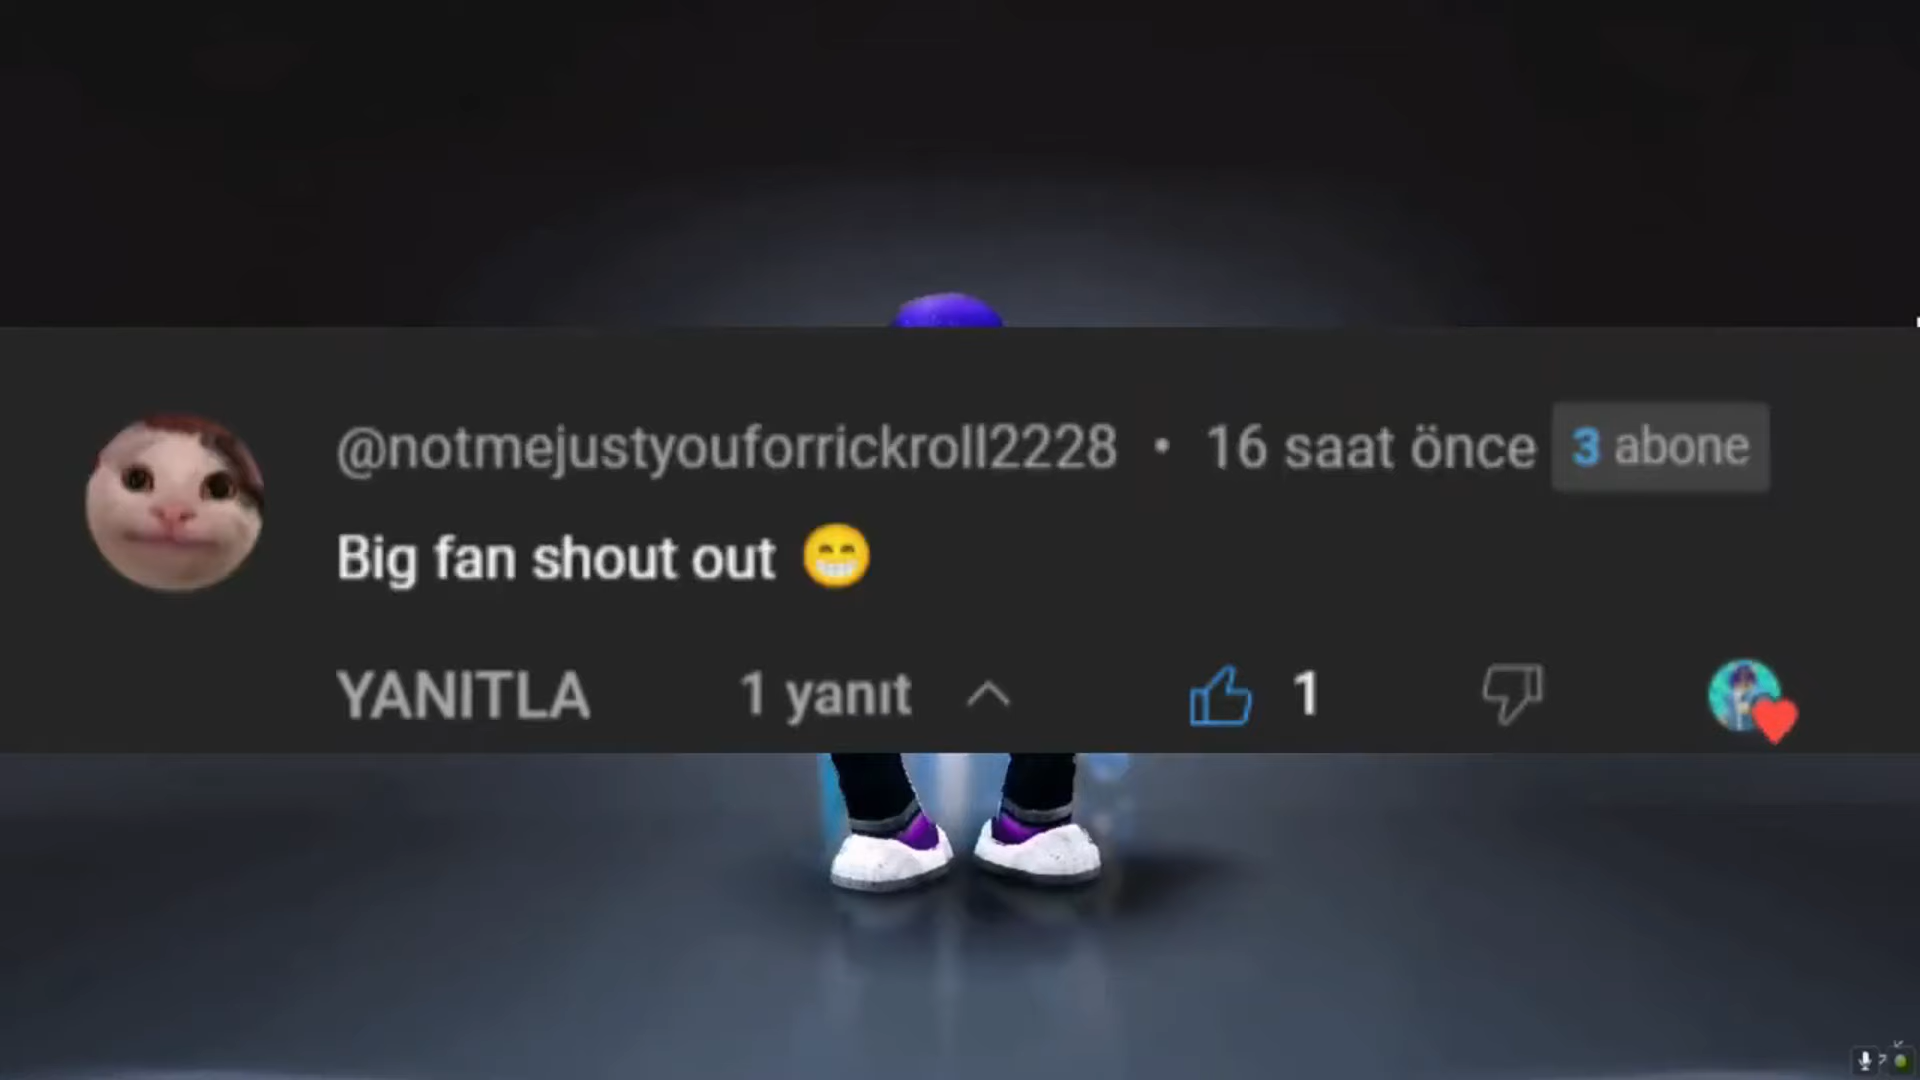 @notmejustyouforrickroll2228 • 16 saat önce 3 abone
Big fan shout out 😁
YANITLA 1 yanıt 1